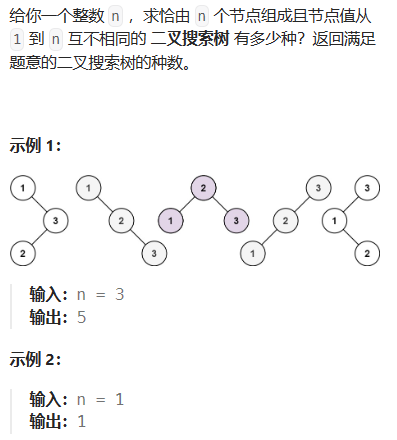 给你一个整数 n ，求恰由 n 个节点组成且节点值从
1 到 n 互不相同的 二叉搜索树 有多少种？返回满足
题意的二叉搜索树的种数。
示例 1：
1 1 2 3 3
3 2 1 3 2 1
2 3 1 2
输入：n = 3
输出：5
示例 2：
输入：n = 1
输出：1